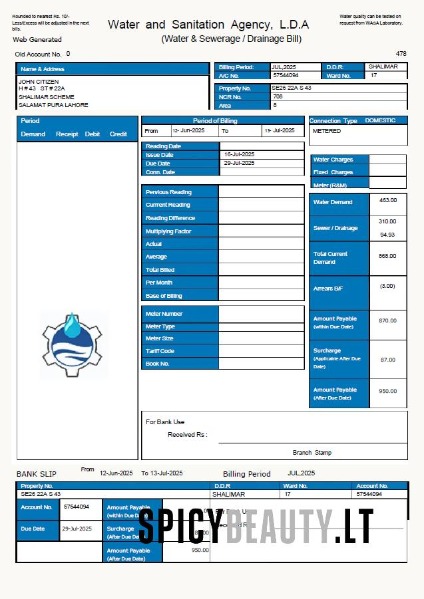 Rounded to nearest Rs. 10/-
Less/Excess will be adjusted in the next
bills.
Water and Sanitation Agency, L.D.A
Water quality can be tested on
request from WASA Laboratory.
Web Generated
(Water & Sewerage / Drainage Bill)
Old Account No. 0
478
Name & Address
JOHN CITIZEN
H # 43 ST # 22A
SHALIMAR SCHEME
SALAMAT PURA LAHORE
Billing Period: JUL,2025 D.D.R: SHALIMAR
A/C No. 57544094 Ward No. 17
Property No. SE26 22A S 43
NCR No. 708
Area 5
Period
Demand Receipt Debit Credit
Period of Billing
From 12-Jun-2025 To Jul-2025
Reading Date
Issue Date 16-Jul-2025
Due Date 29-Jul-2025
Conn. Date
Pervious Reading
Current Reading
Reading Difference
Multiplying Factor
Actual
Average
Total Billed
Per Month
Base of Billing
Meter Number
Meter Type
Meter Size
Tariff Code
Book No.
Connection Type DOMESTIC
METERED
Water Charges
Fixed Charges
Meter (R&M)
Water Demand 463.00
Sewer / Drainage 310.00
94.93
Total Current
Demand
868.00
Arrears B/F (3.00)
Amount Payable
(within Due Date)
870.00
Surcharge
(Applicable After Due
Date)
87.00
Amount Payable
(After Due Date)
950.00
For Bank Use
Received Rs :
Branch Stamp
BANK SLIP From 12-Jun-2025 To 13-Jul-2025 Billing Period JUL,2025
Property No. D.D.R Ward No. Account No.
SE26 22A S 43 SHALIMAR 17 57544094
Account No. 57544094 Amount Payable
(within Due Date)
Due Date 29-Jul-2025 Surcharge
(After Due Date)
Amount Payable
(After Due Date)
950.00
SPICYBEAUTY.LT